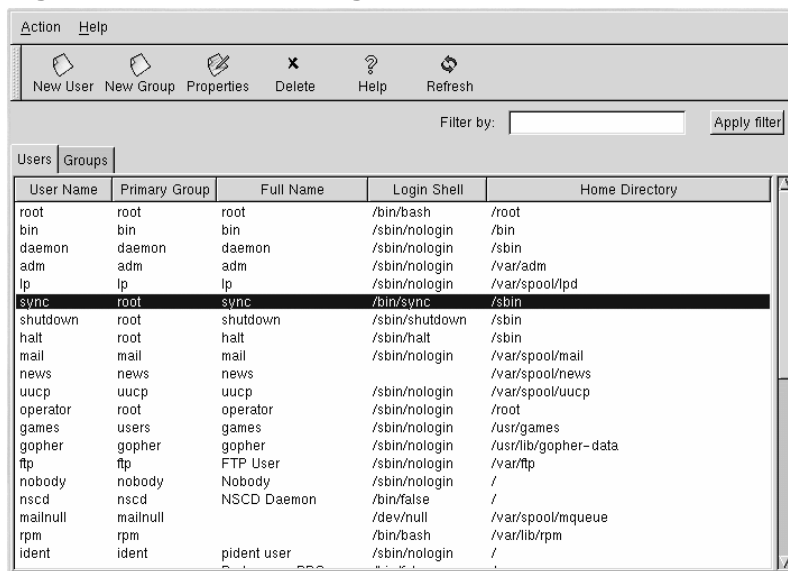 Action Help
New User New Group Properties Delete Help Refresh
Filter by: Apply filter
Users Groups
User Name Primary Group Full Name Login Shell Home Directory
root root root /bin/bash /root
bin bin bin /sbin/nologin /bin
daemon daemon daemon /sbin/nologin /sbin
adm adm adm /sbin/nologin /var/adm
lp lp lp /sbin/nologin /var/spool/lpd
sync root sync /bin/sync /sbin
shutdown root shutdown /sbin/shutdown /sbin
halt root halt /sbin/halt /sbin
mail mail mail /sbin/nologin /var/spool/mail
news news news /var/spool/news
uucp uucp uucp /sbin/nologin /var/spool/uucp
operator root operator /sbin/nologin /root
games users games /sbin/nologin /usr/games
gopher gopher gopher /sbin/nologin /usr/lib/gopher-data
ftp ftp FTP User /sbin/nologin /var/ftp
nobody nobody Nobody /sbin/nologin /
nscd nscd NSCD Daemon /bin/false /
mailnull mailnull /dev/null /var/spool/mqueue
rpm rpm /bin/bash /var/lib/rpm
ident ident pident user /sbin/nologin /